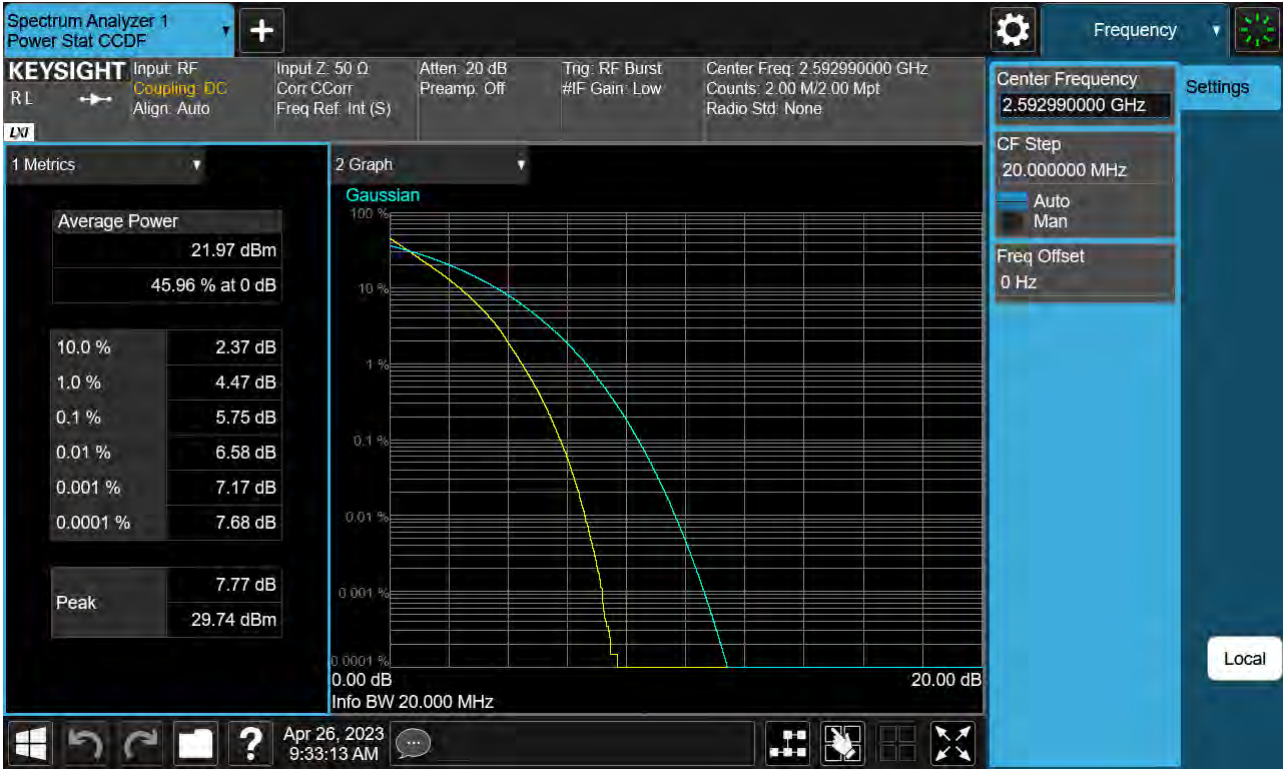 Spectrum Analyzer 1
Power Stat CCDF
Frequency
KEYSIGHT
R L
LXI
Input: RF
Coupling: DC
Align: Auto
Input Z: 50 Ω
Corr CCorr
Freq Ref: Int (S)
Atten: 20 dB
Preamp: Off
Trig: RF Burst
#IF Gain: Low
Center Freq: 2.592990000 GHz
Counts: 2.00 M/2.00 Mpt
Radio Std: None
Center Frequency
2.592990000 GHz
Settings
CF Step
20.000000 MHz
Auto
Man
Freq Offset
0 Hz
Local
1 Metrics
Average Power
21.97 dBm
45.96 % at 0 dB
10.0 % 2.37 dB
1.0 % 4.47 dB
0.1 % 5.75 dB
0.01 % 6.58 dB
0.001 % 7.17 dB
0.0001 % 7.68 dB
Peak
7.77 dB
29.74 dBm
2 Graph
Gaussian
100 %
10 %
1 %
0.1 %
0.01 %
0.001 %
0.0001 %
0.00 dB 20.00 dB
Info BW 20.000 MHz
?
Apr 26, 2023
9:33:13 AM